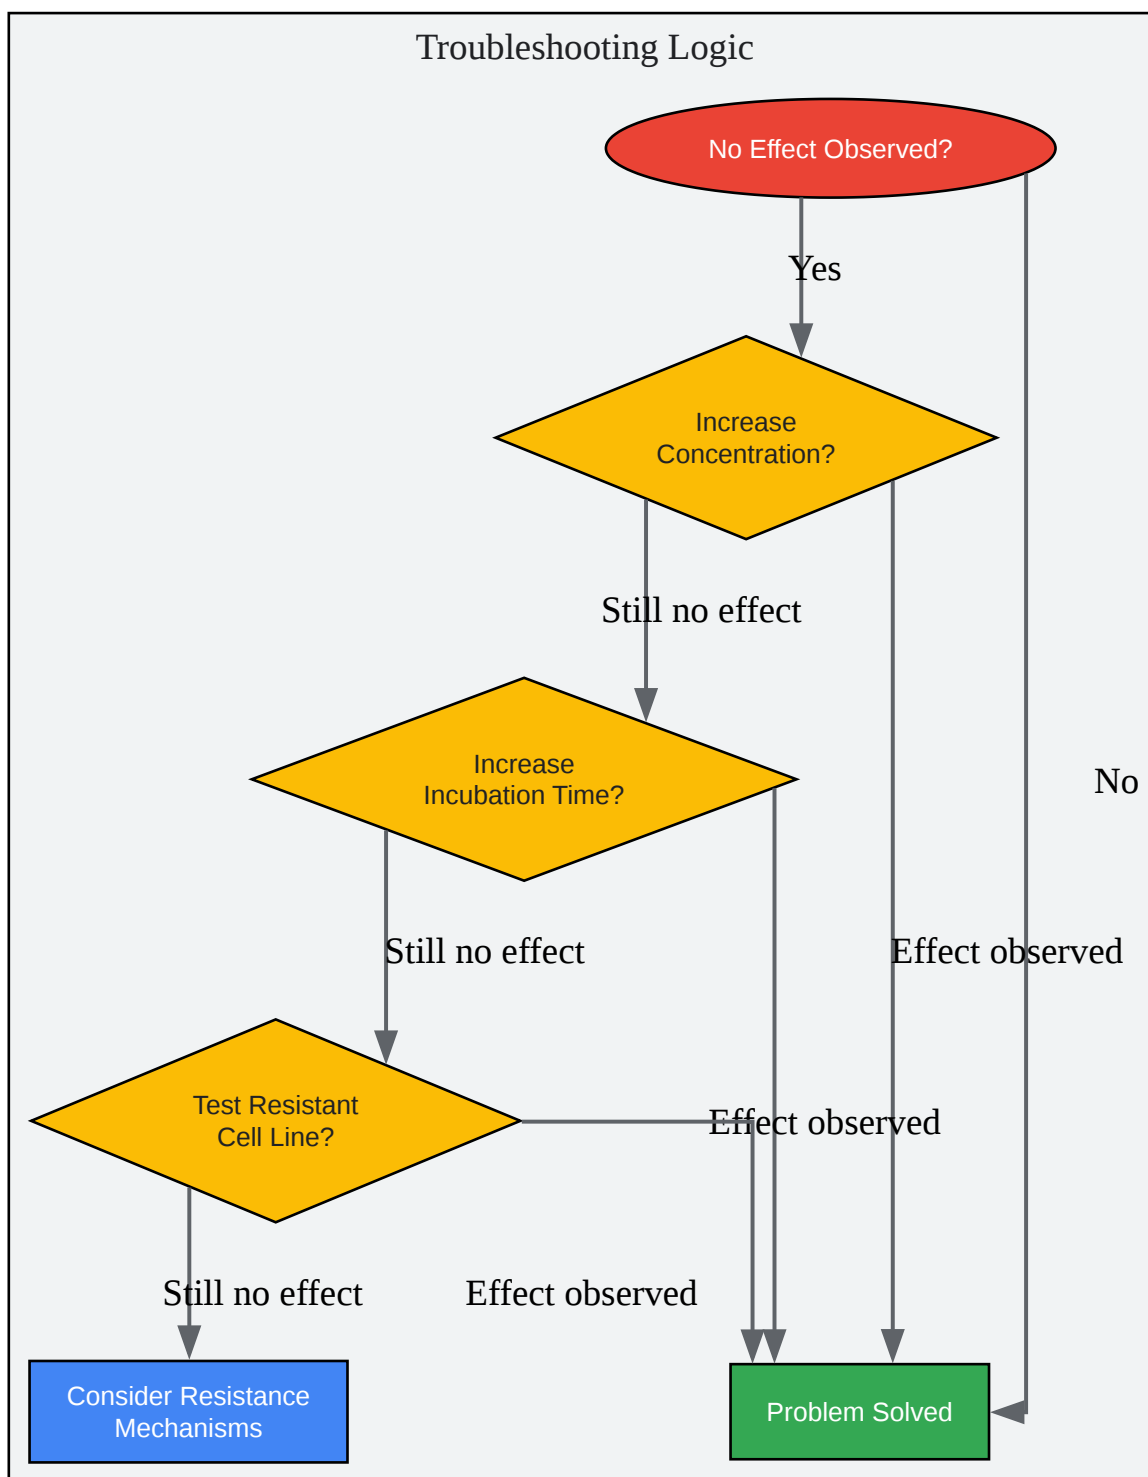 Troubleshooting Logic
No Effect Observed?
Yes
Increase
Concentration?
Still no effect
Increase
Incubation Time?
No
Still no effect
Effect observed
Test Resistant
Cell Line?
Effect observed
Still no effect
Effect observed
Consider Resistance
Mechanisms
Problem Solved